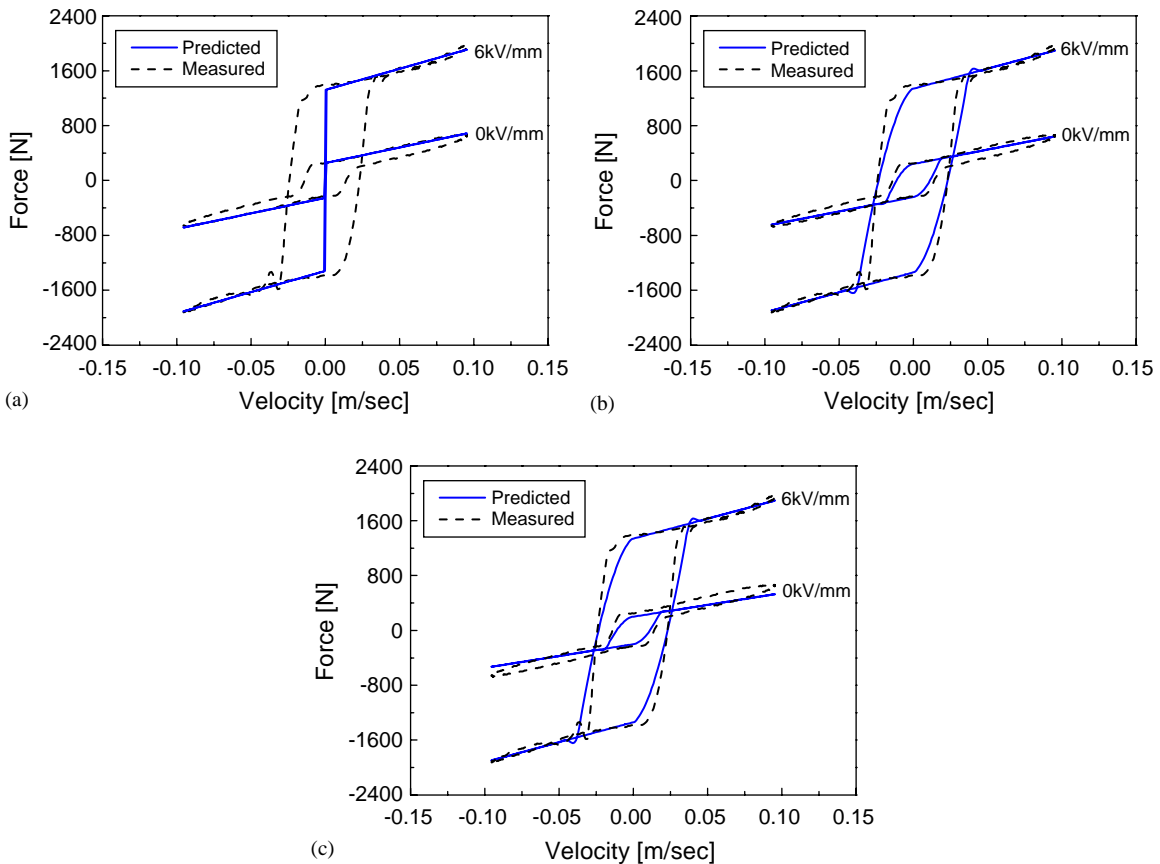 2400
1600
800
0
-800
-1600
-2400
Force [N]
Predicted
Measured
6kV/mm
0kV/mm
-0.15 -0.10 -0.05 0.00 0.05 0.10 0.15
Velocity [m/sec]
(a)
2400
1600
800
0
-800
-1600
-2400
Force [N]
Predicted
Measured
6kV/mm
0kV/mm
-0.15 -0.10 -0.05 0.00 0.05 0.10 0.15
Velocity [m/sec]
(b)
2400
1600
800
0
-800
-1600
-2400
Force [N]
Predicted
Measured
6kV/mm
0kV/mm
-0.15 -0.10 -0.05 0.00 0.05 0.10 0.15
Velocity [m/sec]
(c)